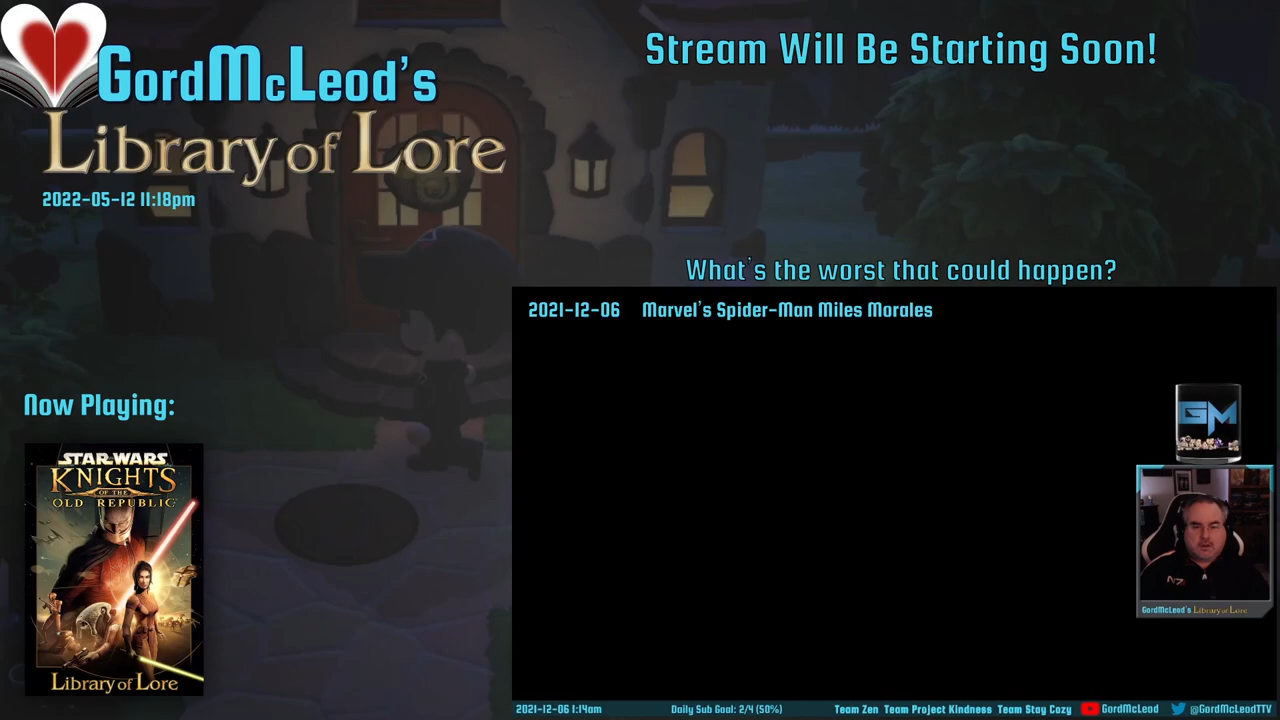 GordMcLeod's
Library of Lore
2022-05-12 11:18pm
Stream Will Be Starting Soon!
What's the worst that could happen?
2021-12-06 Marvel's Spider-Man Miles Morales
Now Playing:
STAR WARS
KNIGHTS
OF THE
OLD REPUBLIC
Library of Lore
GM
N7
GordMcLeod's Library of Lore
2021-12-06 1:14am Daily Sub Goal: 2/4 (50%) Team Zen Team Project Kindness Team Stay Cozy GordMcLeod @GordMcLeodTTV